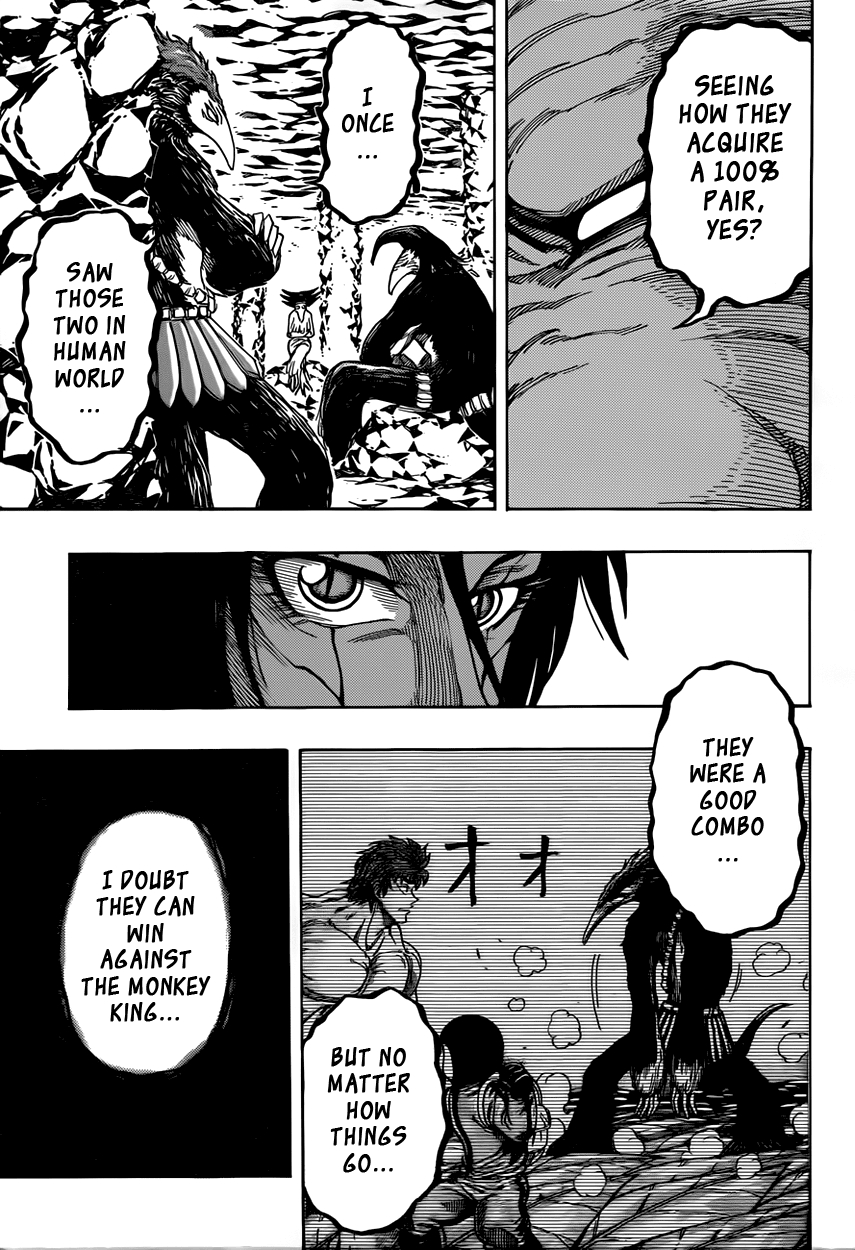 SEEING
HOW THEY
ACQUIRE
A 100%
PAIR,
YES?
I
ONCE
...
SAW
THOSE
TWO IN
HUMAN
WORLD
...
THEY
WERE A
GOOD
COMBO
...
オオ
BUT NO
MATTER
HOW
THINGS
GO...
I DOUBT
THEY CAN
WIN
AGAINST
THE MONKEY
KING...